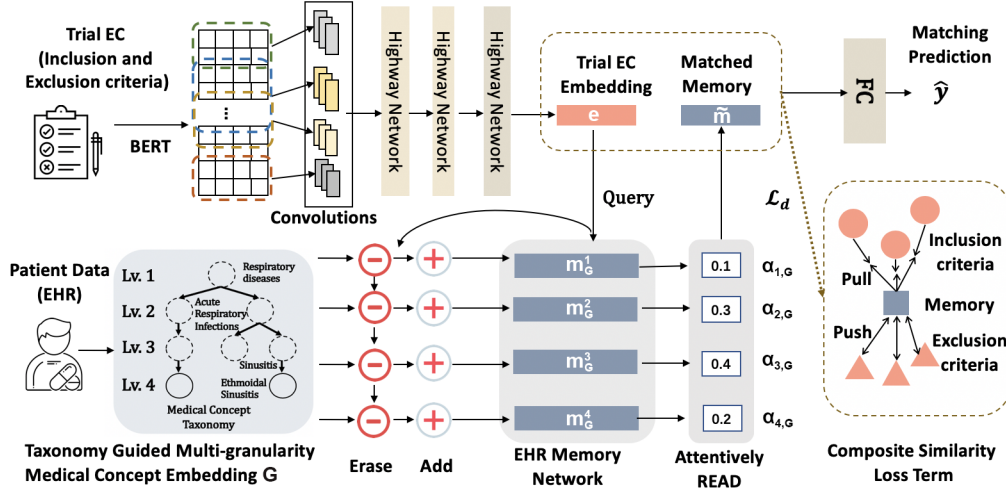 Trial EC
(Inclusion and
Exclusion criteria)
BERT
...
Convolutions
Highway Network
Highway Network
Highway Network
Trial EC
Embedding
e
Matched
Memory
m̃
FC
Matching
Prediction
ŷ
Query
ℒd
Patient Data
(EHR)
Lv. 1
Lv. 2
Lv. 3
Lv. 4
Respiratory
diseases
Acute
Respiratory
Infections
Sinusitis
Ethmoidal
Sinusitis
Medical Concept
Taxonomy
Taxonomy Guided Multi-granularity
Medical Concept Embedding G
−
+
−
+
−
+
−
+
Erase
Add
m¹G
m²G
m³G
m⁴G
EHR Memory
Network
0.1
α1,G
0.3
α2,G
0.4
α3,G
0.2
α4,G
Attentively
READ
Pull
Push
Inclusion
criteria
Memory
Exclusion
criteria
Composite Similarity
Loss Term